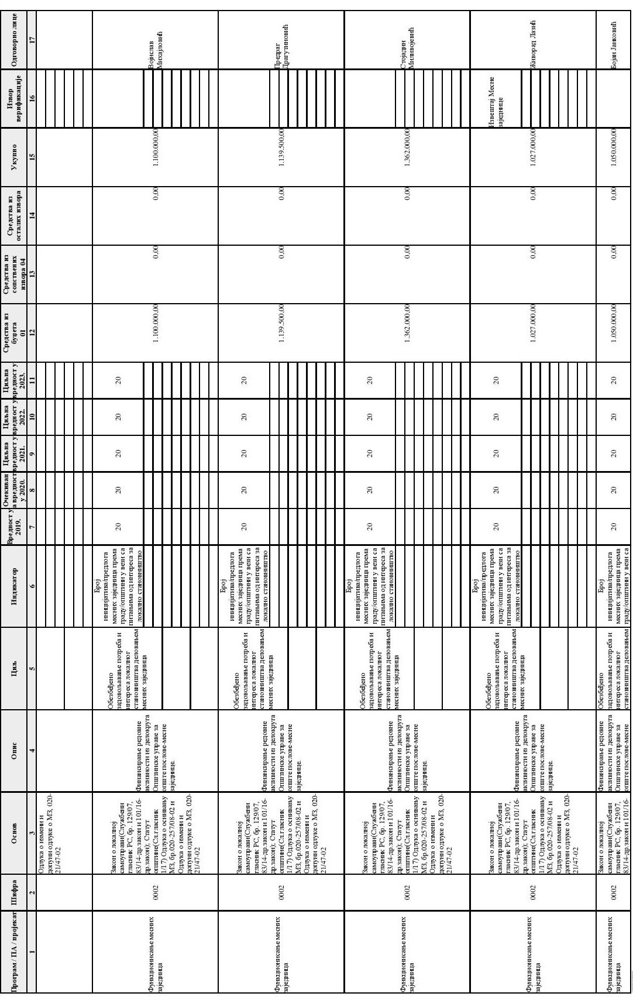 Програм / ПА / пројекат
Шифра
Основ
Опис
Циљ
Индикатор
Вредност у
2019.
Очекиван
а вредност
у 2020.
Циљна
вредност у
2021.
Циљна
вредност у
2022.
Циљна
вредност у
2023.
Средства из
буџета
01
Средства из
сопствених
извора 04
Средства из
осталих извора
Укупно
Извор
верификације
Одговорно лице
1
2
3
4
5
6
7
8
9
10
11
12
13
14
15
16
17
Одлука о измени и
допуни одлуке о МЗ, 020-
21/47-02
Функционисање месних
заједница
0002
Закон о локалној
самоуправи(Службени
гласник РС, бр. 129/07,
83/14-др.закон и 101/16-
др.закон); Статут
општине(Сл.гласник
1/17) Одлука о оснивању
МЗ, бр.020-257/08-02 и
Одлука о измени и
допуни одлуке о МЗ, 020-
21/47-02
Финансирање редовне
активности из делокруга
Општинске управе за
опште послове-месне
заједнице.
Обезбеђено
задовољавање потреба и
интереса локалног
становништва деловањем
месних заједница
Број
иницијатива/предлога
месних заједница према
граду/општини у вези са
питањима од интереса за
локално становништво
20
20
20
20
20
1.100.000,00
0,00
0,00
1.100.000,00
Војислав
Михајловић
Функционисање месних
заједница
0002
Закон о локалној
самоуправи(Службени
гласник РС, бр. 129/07,
83/14-др.закон и 101/16-
др.закон); Статут
општине(Сл.гласник
1/17) Одлука о оснивању
МЗ, бр.020-257/08-02 и
Одлука о измени и
допуни одлуке о МЗ, 020-
21/47-02
Финансирање редовне
активности из делокруга
Општинске управе за
опште послове-месне
заједнице.
Обезбеђено
задовољавање потреба и
интереса локалног
становништва деловањем
месних заједница
Број
иницијатива/предлога
месних заједница према
граду/општини у вези са
питањима од интереса за
локално становништво
20
20
20
20
20
1.139.500,00
0,00
0,00
1.139.500,00
Предраг
Драгутиновић
Функционисање месних
заједница
0002
Закон о локалној
самоуправи(Службени
гласник РС, бр. 129/07,
83/14-др.закон и 101/16-
др.закон); Статут
општине(Сл.гласник
1/17) Одлука о оснивању
МЗ, бр.020-257/08-02 и
Одлука о измени и
допуни одлуке о МЗ, 020-
21/47-02
Финансирање редовне
активности из делокруга
Општинске управе за
опште послове-месне
заједнице.
Обезбеђено
задовољавање потреба и
интереса локалног
становништва деловањем
месних заједница
Број
иницијатива/предлога
месних заједница према
граду/општини у вези са
питањима од интереса за
локално становништво
20
20
20
20
20
1.362.000,00
0,00
0,00
1.362.000,00
Стојадин
Миливојевић
Функционисање месних
заједница
0002
Закон о локалној
самоуправи(Службени
гласник РС, бр. 129/07,
83/14-др.закон и 101/16-
др.закон); Статут
општине(Сл.гласник
1/17) Одлука о оснивању
МЗ, бр.020-257/08-02 и
Одлука о измени и
допуни одлуке о МЗ, 020-
21/47-02
Финансирање редовне
активности из делокруга
Општинске управе за
опште послове-месне
заједнице.
Обезбеђено
задовољавање потреба и
интереса локалног
становништва деловањем
месних заједница
Број
иницијатива/предлога
месних заједница према
граду/општини у вези са
питањима од интереса за
локално становништво
20
20
20
20
20
1.027.000,00
0,00
0,00
1.027.000,00
Извештај Месне
заједнице
Живорад Лазић
Функционисање месних
заједница
0002
Закон о локалној
самоуправи(Службени
гласник РС, бр. 129/07,
83/14-др.закон и 101/16-
Финансирање редовне
активности из делокруга
Општинске управе за
опште послове-месне
Обезбеђено
задовољавање потреба и
интереса локалног
становништва деловањем
Број
иницијатива/предлога
месних заједница према
граду/општини у вези са
20
20
20
20
20
1.050.000,00
0,00
0,00
1.050.000,00
Бојан Јанковић